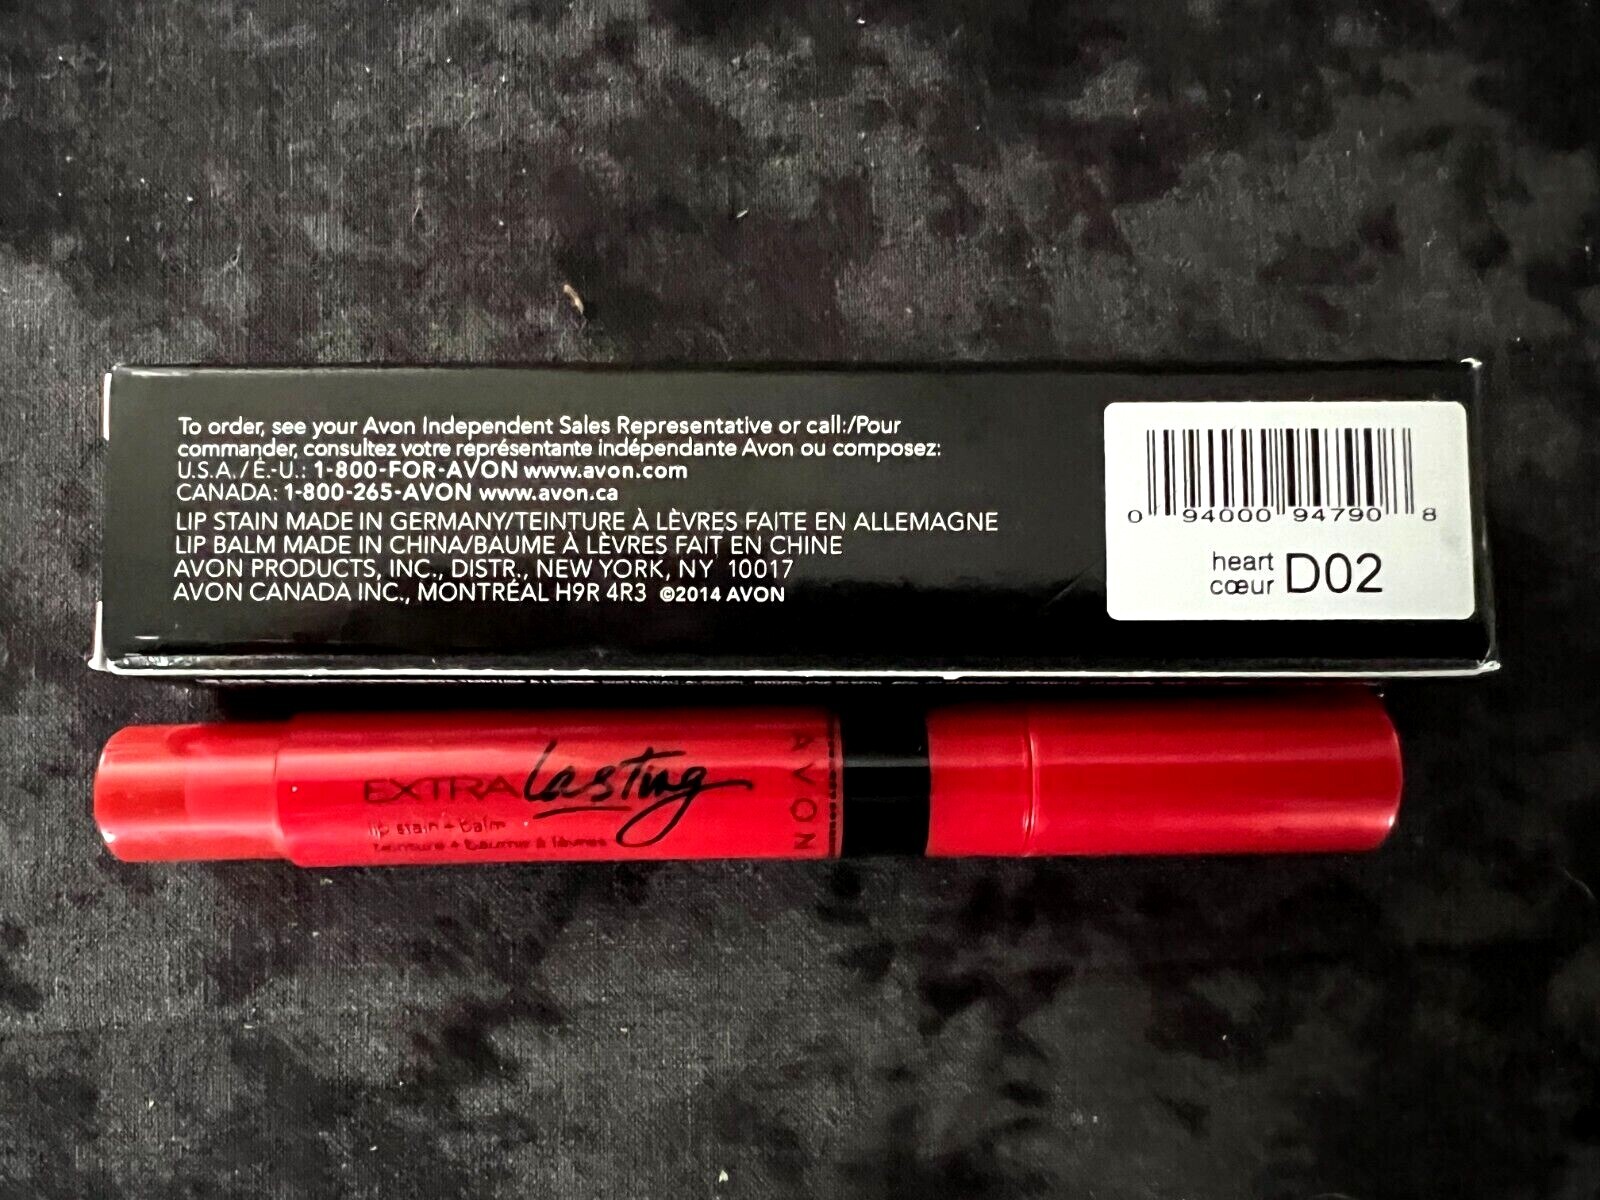 To order, see your Avon Independent Sales Representative or call:/Pour
commander, consultez votre représentante indépendante Avon ou composez:
U.S.A./É.-U.: 1-800-FOR-AVON www.avon.com
CANADA: 1-800-265-AVON www.avon.ca
LIP STAIN MADE IN GERMANY/TEINTURE À LÈVRES FAITE EN ALLEMAGNE
LIP BALM MADE IN CHINA/BAUME À LÈVRES FAIT EN CHINE
AVON PRODUCTS, INC., DISTR., NEW YORK, NY 10017
AVON CANADA INC., MONTRÉAL H9R 4R3 ©2014 AVON
0 94000 94790 8
heart
cœur D02
EXTRA Lasting
lip stain + balm
teinture + baume à lèvres
AVON